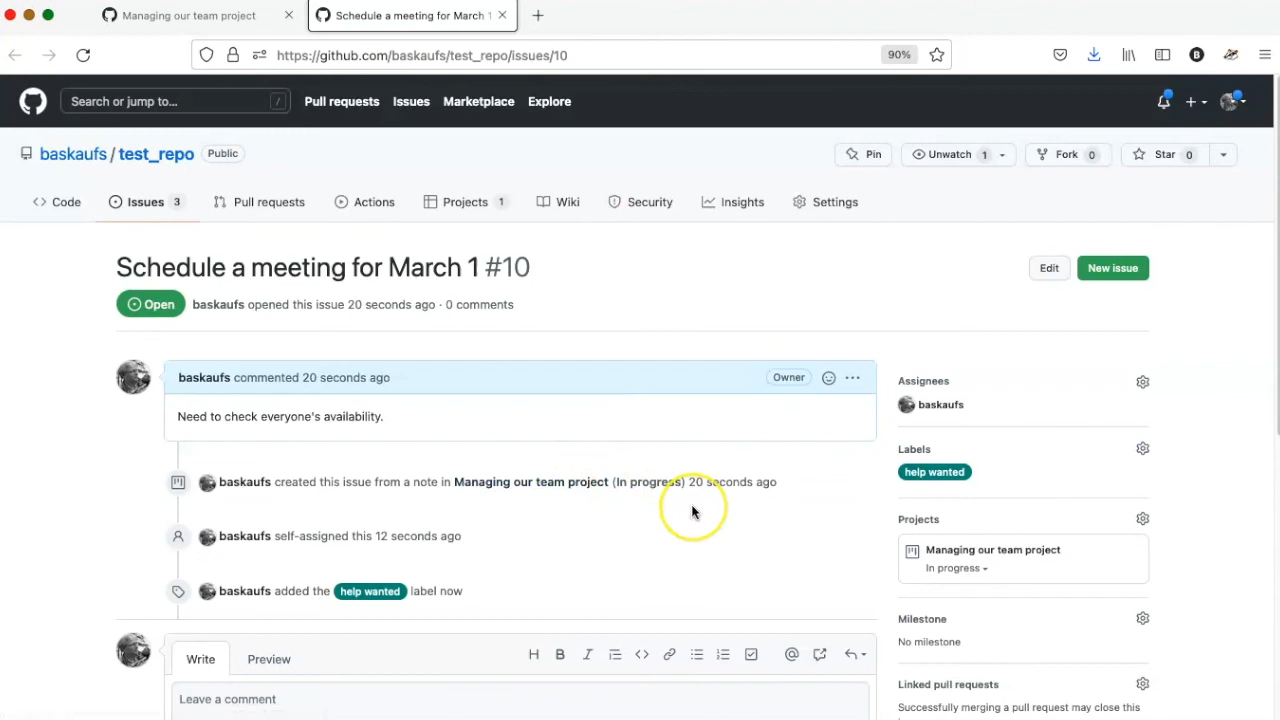 Managing our team project
Schedule a meeting for March 1
https://github.com/baskaufs/test_repo/issues/10
90%
B
Search or jump to... /
Pull requests Issues Marketplace Explore
baskaufs / test_repo Public
Pin Unwatch 1 Fork 0 Star 0
Code Issues 3 Pull requests Actions Projects 1 Wiki Security Insights Settings
Schedule a meeting for March 1 #10
Edit New issue
Open baskaufs opened this issue 20 seconds ago · 0 comments
baskaufs commented 20 seconds ago Owner
Need to check everyone's availability.
baskaufs created this issue from a note in Managing our team project (In progress) 20 seconds ago
baskaufs self-assigned this 12 seconds ago
baskaufs added the help wanted label now
Write Preview
H B I
Leave a comment
Assignees
baskaufs
Labels
help wanted
Projects
Managing our team project
In progress
Milestone
No milestone
Linked pull requests
Successfully merging a pull request may close this